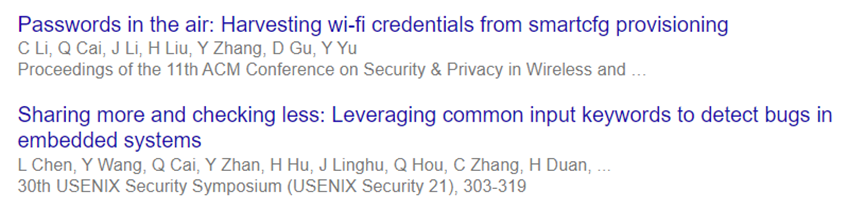 Passwords in the air: Harvesting wi-fi credentials from smartcfg provisioning
C Li, Q Cai, J Li, H Liu, Y Zhang, D Gu, Y Yu
Proceedings of the 11th ACM Conference on Security & Privacy in Wireless and ...
Sharing more and checking less: Leveraging common input keywords to detect bugs in
embedded systems
L Chen, Y Wang, Q Cai, Y Zhan, H Hu, J Linghu, Q Hou, C Zhang, H Duan, ...
30th USENIX Security Symposium (USENIX Security 21), 303-319